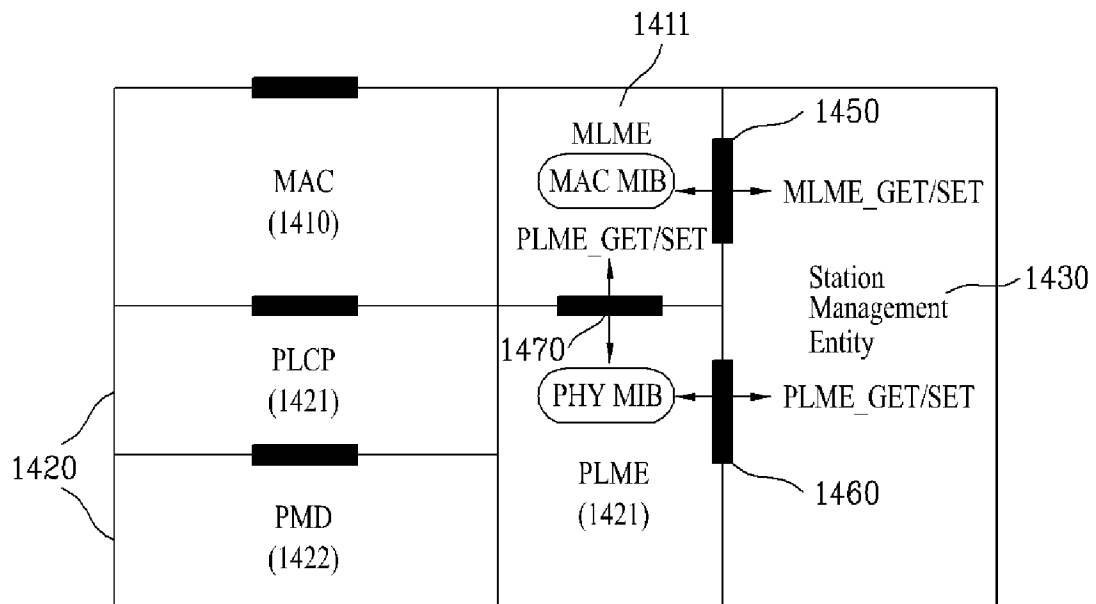 1411
1450
MLME
MAC MIB
MAC
(1410)
MLME_GET/SET
PLME_GET/SET
Station
Management
Entity
1430
1470
PLCP
(1421)
PHY MIB
PLME_GET/SET
1420
PLME
(1421)
1460
PMD
(1422)